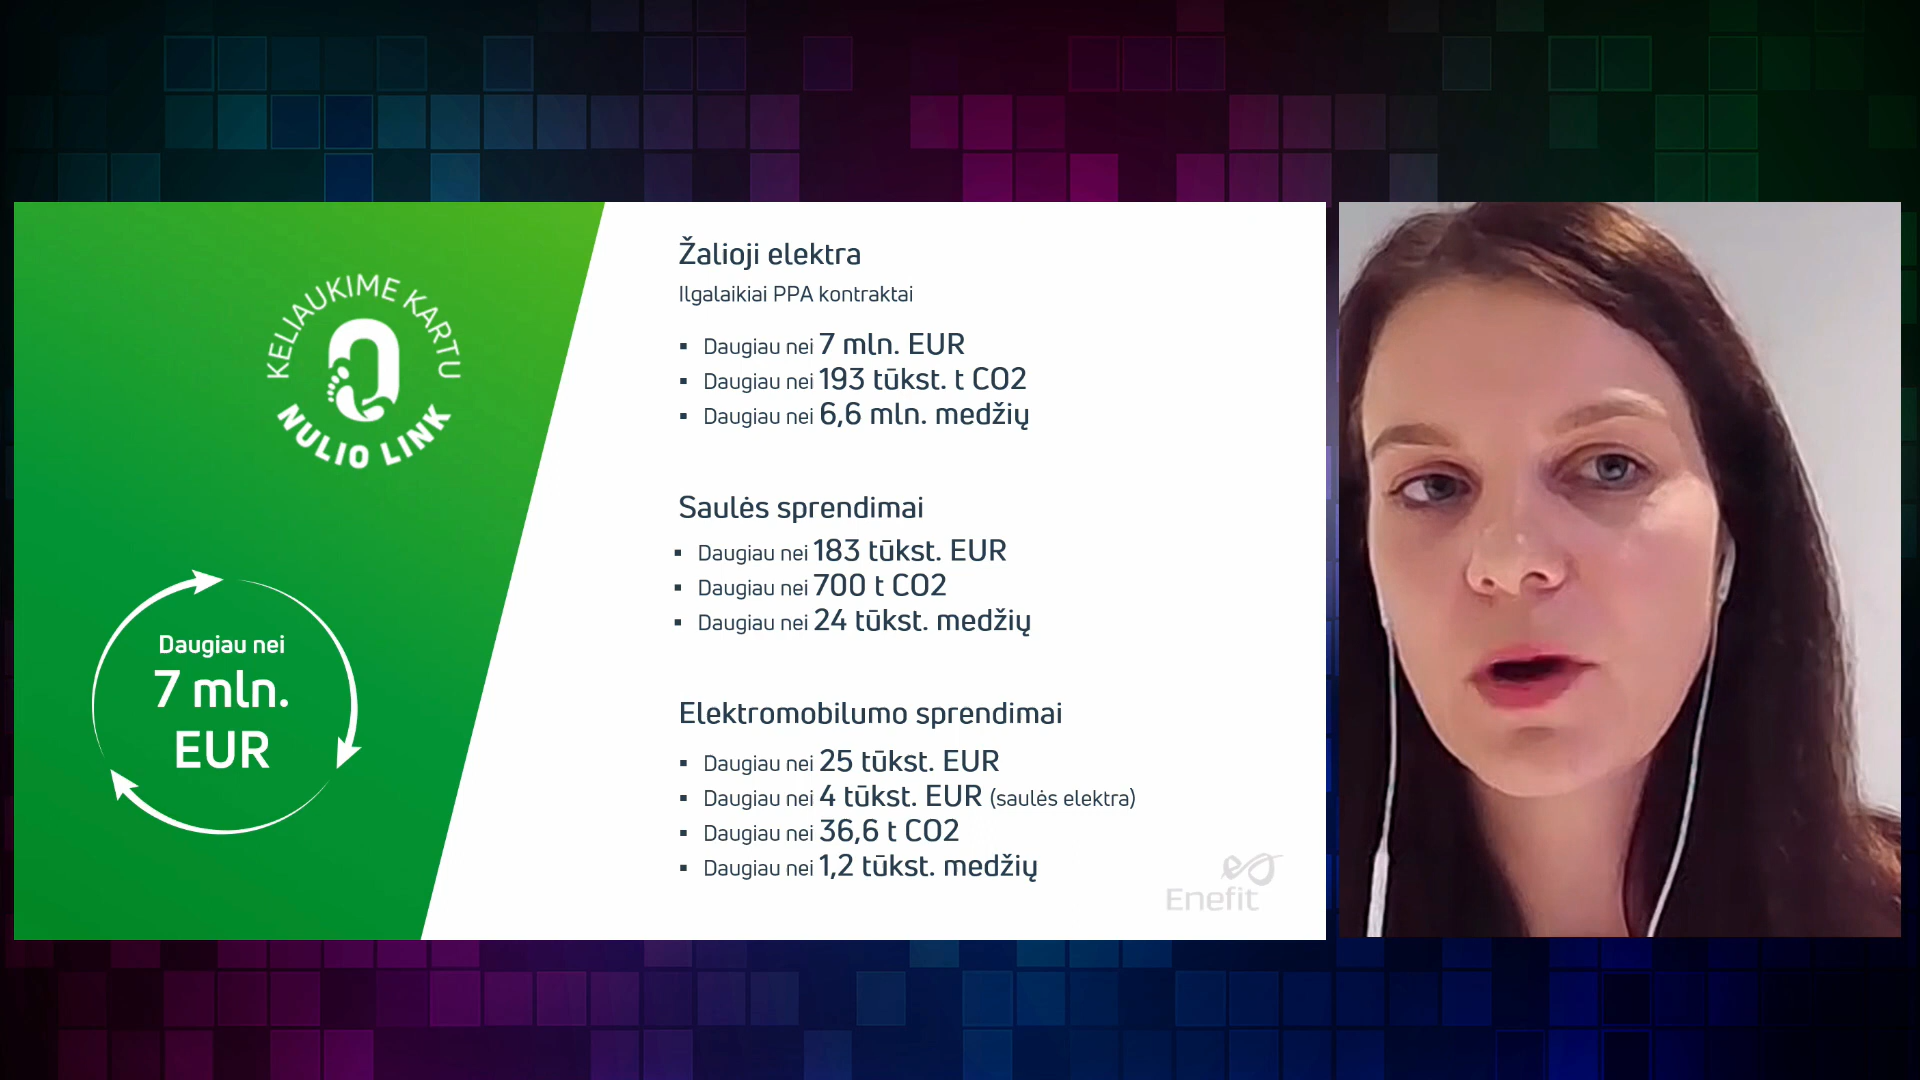 KELIAUKIME KARTU
NULIO LINK
Daugiau nei
7 mln.
EUR
Žalioji elektra
Ilgalaikiai PPA kontraktai
▪ Daugiau nei 7 mln. EUR
▪ Daugiau nei 193 tūkst. t CO2
▪ Daugiau nei 6,6 mln. medžių
Saulės sprendimai
▪ Daugiau nei 183 tūkst. EUR
▪ Daugiau nei 700 t CO2
▪ Daugiau nei 24 tūkst. medžių
Elektromobilumo sprendimai
▪ Daugiau nei 25 tūkst. EUR
▪ Daugiau nei 4 tūkst. EUR (saulės elektra)
▪ Daugiau nei 36,6 t CO2
▪ Daugiau nei 1,2 tūkst. medžių
Enefit